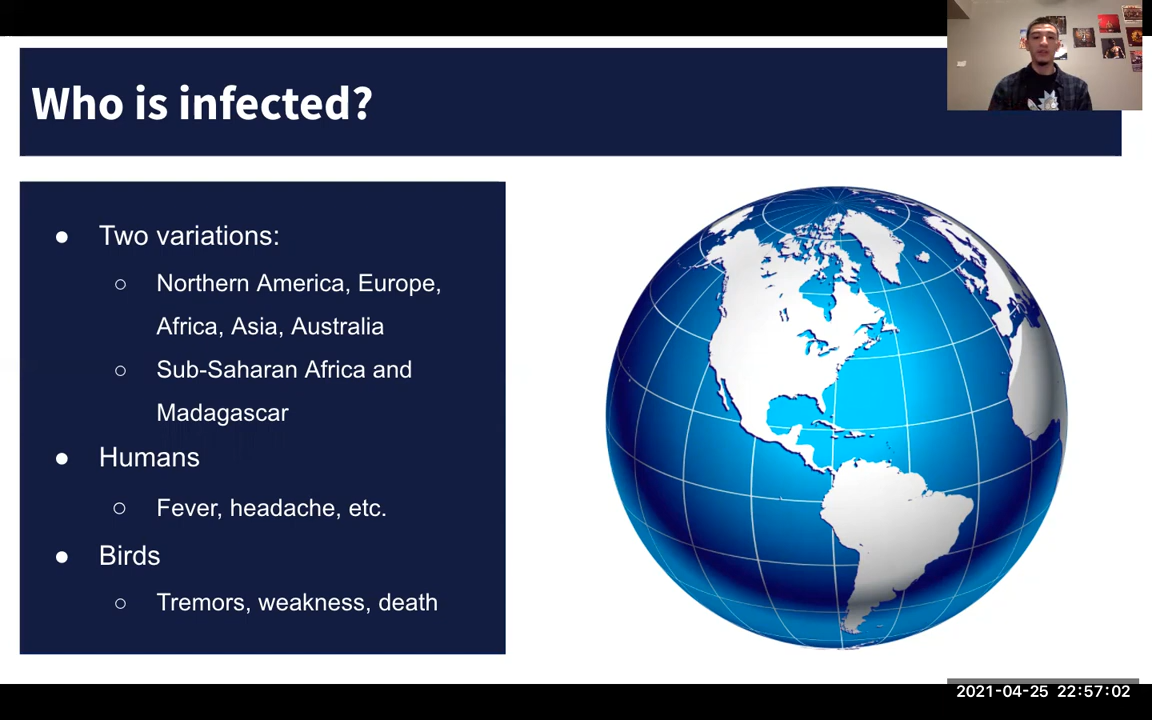 Who is infected?
● Two variations:
○ Northern America, Europe,
Africa, Asia, Australia
○ Sub-Saharan Africa and
Madagascar
● Humans
○ Fever, headache, etc.
● Birds
○ Tremors, weakness, death
2021-04-25 22:57:02